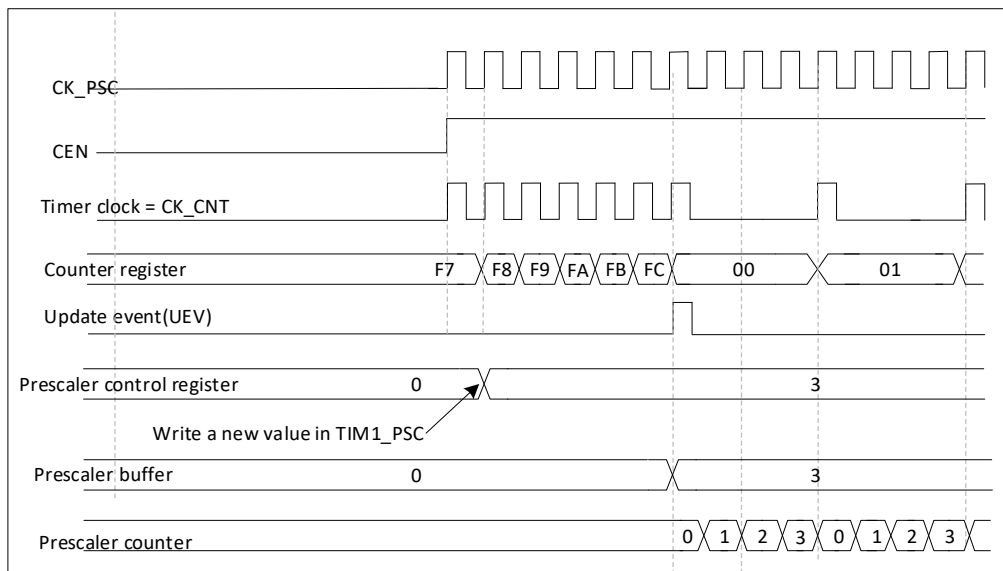 CK_PSC
CEN
Timer clock = CK_CNT
Counter register F7 F8 F9 FA FB FC 00 01
Update event(UEV)
Prescaler control register 0 3
Write a new value in TIM1_PSC
Prescaler buffer 0 3
Prescaler counter 0 1 2 3 0 1 2 3